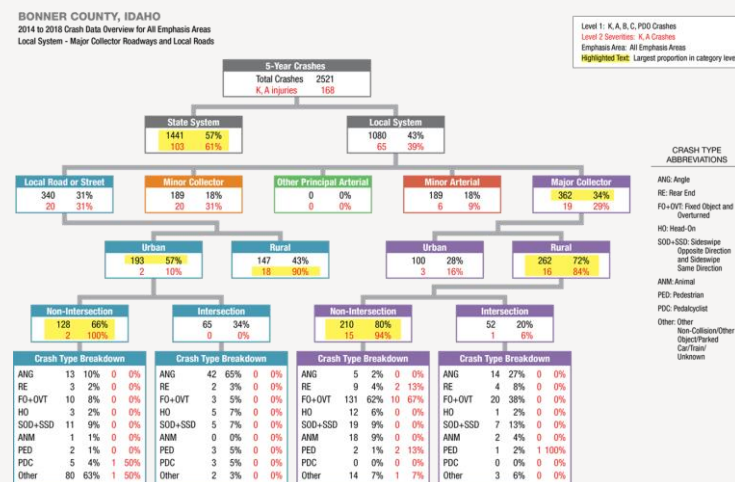 BONNER COUNTY, IDAHO
2014 to 2018 Crash Data Overview for All Emphasis Areas
Local System - Major Collector Roadways and Local Roads
Level 1: K, A, B, C, PDO Crashes
Level 2 Severities: K, A Crashes
Emphasis Area: All Emphasis Areas
Highlighted Text: Largest proportion in category leve
5-Year Crashes
Total Crashes 2521
K, A injuries 168
State System
1441 57%
103 61%
Local System
1080 43%
65 39%
Local Road or Street
340 31%
20 31%
Minor Collector
189 18%
20 31%
Other Principal Arterial
0 0%
0 0%
Minor Arterial
189 18%
6 9%
Major Collector
362 34%
19 29%
Urban
193 57%
2 10%
Rural
147 43%
18 90%
Urban
100 28%
3 16%
Rural
262 72%
16 84%
Non-Intersection
128 66%
2 100%
Intersection
65 34%
0 0%
Non-Intersection
210 80%
15 94%
Intersection
52 20%
1 6%
Crash Type Breakdown
ANG 13 10% 0 0%
RE 3 2% 0 0%
FO+OVT 10 8% 0 0%
HO 3 2% 0 0%
SOD+SSD 11 9% 0 0%
ANM 1 1% 0 0%
PED 2 1% 0 0%
PDC 5 4% 1 50%
Other 80 63% 1 50%
Crash Type Breakdown
ANG 42 65% 0 0%
RE 2 3% 0 0%
FO+OVT 3 5% 0 0%
HO 5 7% 0 0%
SOD+SSD 5 7% 0 0%
ANM 0 0% 0 0%
PED 3 5% 0 0%
PDC 3 5% 0 0%
Other 2 3% 0 0%
Crash Type Breakdown
ANG 5 2% 0 0%
RE 9 4% 2 13%
FO+OVT 131 62% 10 67%
HO 12 6% 0 0%
SOD+SSD 19 9% 0 0%
ANM 18 9% 0 0%
PED 2 1% 2 13%
PDC 0 0% 0 0%
Other 14 7% 1 7%
Crash Type Breakdown
ANG 14 27% 0 0%
RE 4 8% 0 0%
FO+OVT 20 38% 0 0%
HO 1 2% 0 0%
SOD+SSD 7 13% 0 0%
ANM 2 4% 0 0%
PED 1 2% 1 100%
PDC 0 0% 0 0%
Other 3 6% 0 0%
CRASH TYPE
ABBREVIATIONS
ANG: Angle
RE: Rear End
FO+OVT: Fixed Object and
Overturned
HO: Head-On
SOD+SSD: Sideswipe
Opposite Direction
and Sideswipe
Same Direction
ANM: Animal
PED: Pedestrian
PDC: Pedalcyclist
Other: Other
Non-Collision/Other
Object/Parked
Car/Train/
Unknown